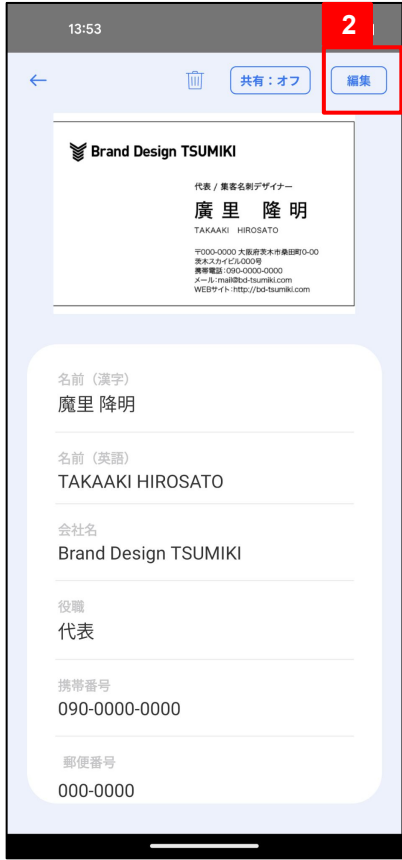 13:53
2
共有：オフ
編集
Brand Design TSUMIKI
代表 / 集客名刺デザイナー
廣里 隆明
TAKAAKI HIROSATO
〒000-0000 大阪府茨木市桑田町0-00
茨木スカイビル000号
携帯電話：090-0000-0000
メール：mail@bd-tsumiki.com
WEBサイト：http://bd-tsumiki.com
名前（漢字）
魔里 降明
名前（英語）
TAKAAKI HIROSATO
会社名
Brand Design TSUMIKI
役職
代表
携帯番号
090-0000-0000
郵便番号
000-0000